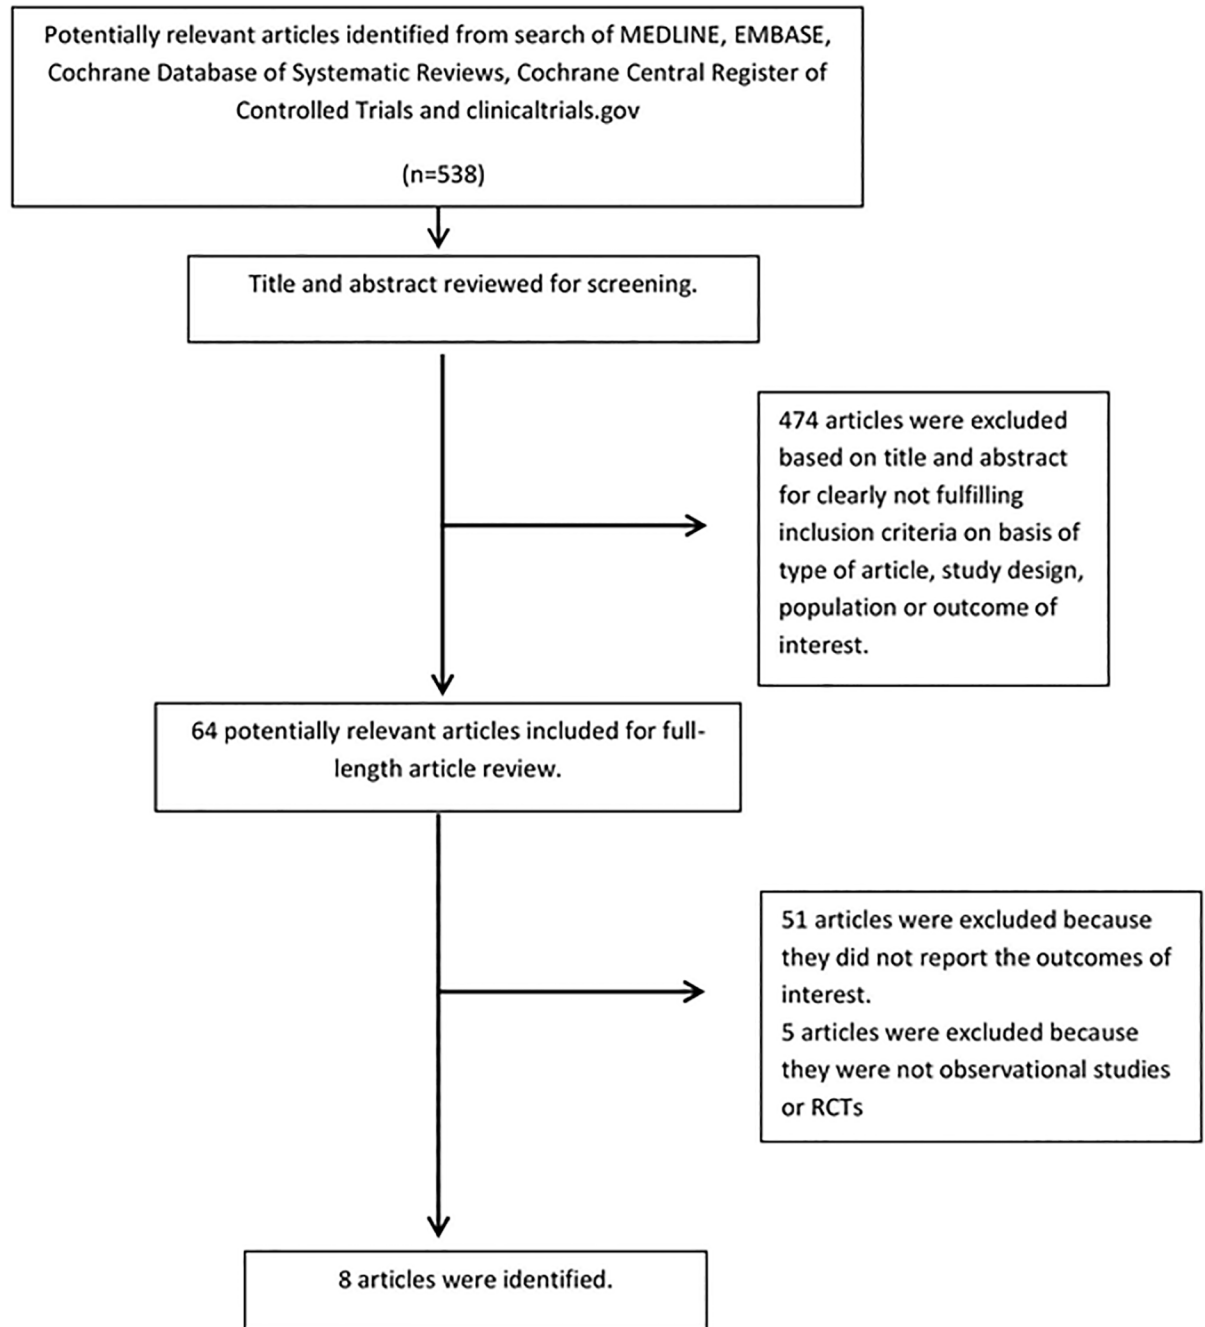 Potentially relevant articles identified from search of MEDLINE, EMBASE,
Cochrane Database of Systematic Reviews, Cochrane Central Register of
Controlled Trials and clinicaltrials.gov
(n=538)
Title and abstract reviewed for screening.
474 articles were excluded
based on title and abstract
for clearly not fulfilling
inclusion criteria on basis of
type of article, study design,
population or outcome of
interest.
64 potentially relevant articles included for full-
length article review.
51 articles were excluded because
they did not report the outcomes of
interest.
5 articles were excluded because
they were not observational studies
or RCTs
8 articles were identified.